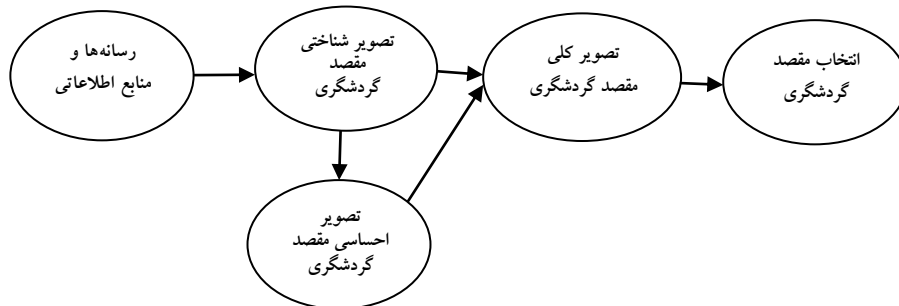 رسانه‌ها و
منابع اطلاعاتی
تصویر شناختی
مقصد
گردشگری
تصویر کلی
مقصد گردشگری
انتخاب مقصد
گردشگری
تصویر
احساسی مقصد
گردشگری